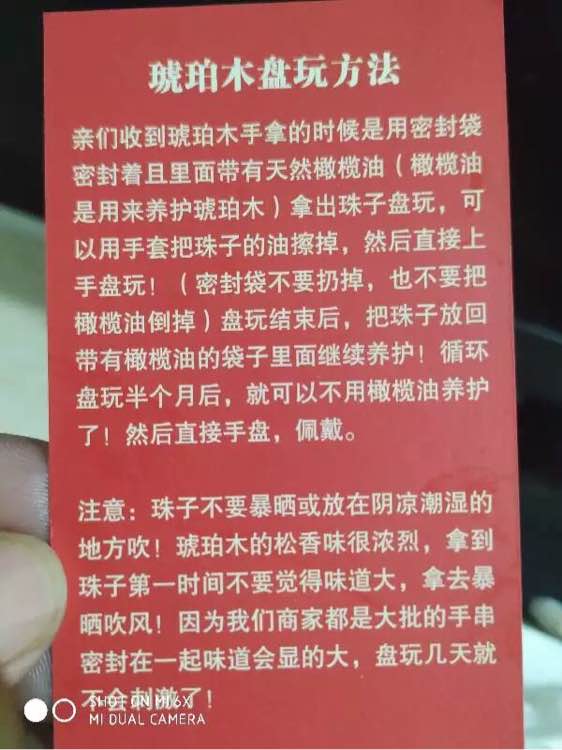 琥珀木盘玩方法
亲们收到琥珀木手拿的时候是用密封袋
密封着且里面带有天然橄榄油（橄榄油
是用来养护琥珀木）拿出珠子盘玩，可
以用手套把珠子的油擦掉，然后直接上
手盘玩！（密封袋不要扔掉，也不要把
橄榄油倒掉）盘玩结束后，把珠子放回
带有橄榄油的袋子里面继续养护！循环
盘玩半个月后，就可以不用橄榄油养护
了！然后直接手盘，佩戴。
注意：珠子不要暴晒或放在阴凉潮湿的
地方吹！琥珀木的松香味很浓烈，拿到
珠子第一时间不要觉得味道大，拿去暴
晒吹风！因为我们商家都是大批的手串
密封在一起味道会显的大，盘玩几天就
不会刺激了！
SHOT ON MI 6X
MI DUAL CAMERA